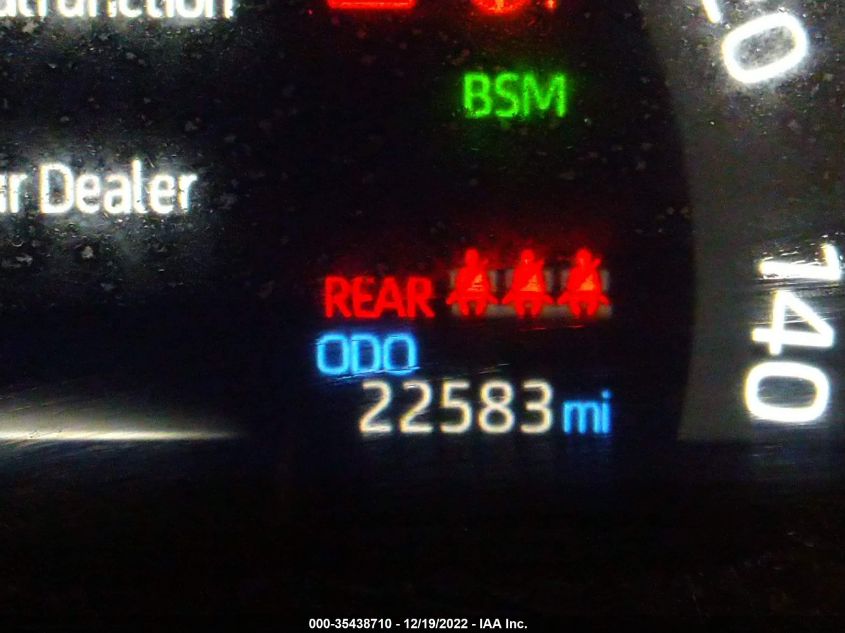 BSM
Dealer
REAR
ODO
22583 mi
140
000-35438710 - 12/19/2022 - IAA Inc.